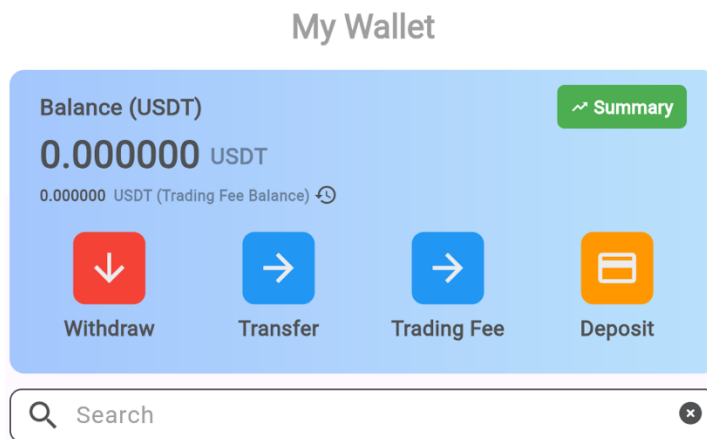 My Wallet
Balance (USDT)
Summary
0.000000 USDT
0.000000 USDT (Trading Fee Balance)
Withdraw Transfer Trading Fee Deposit
Search